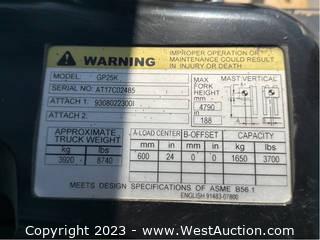 WARNING
IMPROPER OPERATION OR
MAINTENANCE COULD RESULT
IN INJURY OR DEATH
MODEL: GP25K
SERIAL NO: AT17C02485
ATTACH 1. 93080223001
ATTACH 2.
MAX FORK HEIGHT
MAST VERTICAL
mm
4790
in
188
APPROXIMATE TRUCK WEIGHT
A-LOAD CENTER B-OFFSET CAPACITY
kg lbs mm in mm in kg lbs
3920 8740 600 24 0 0 1650 3700
MEETS DESIGN SPECIFICATIONS OF ASME B56.1
ENGLISH 91483-07800
Copyright 2023 - WestAuction.com